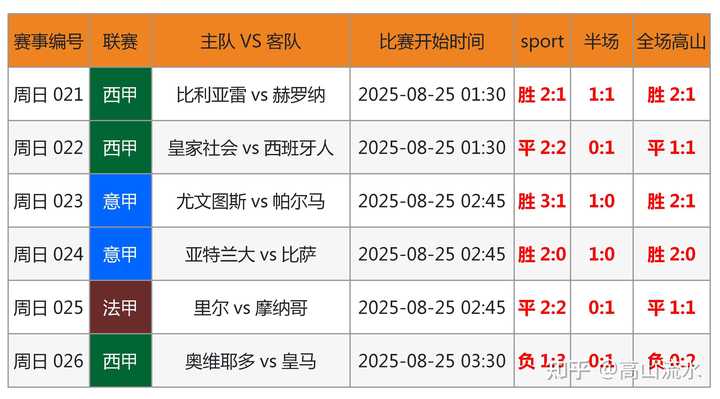 赛事编号 联赛 主队 VS 客队 比赛开始时间 sport 半场 全场高山
周日 021 西甲 比利亚雷 vs 赫罗纳 2025-08-25 01:30 胜 2:1 1:1 胜 2:1
周日 022 西甲 皇家社会 vs 西班牙人 2025-08-25 01:30 平 2:2 0:1 平 1:1
周日 023 意甲 尤文图斯 vs 帕尔马 2025-08-25 02:45 胜 3:1 1:0 胜 2:1
周日 024 意甲 亚特兰大 vs 比萨 2025-08-25 02:45 胜 2:0 1:0 胜 2:0
周日 025 法甲 里尔 vs 摩纳哥 2025-08-25 02:45 平 2:2 0:1 平 1:1
周日 026 西甲 奥维耶多 vs 皇马 2025-08-25 03:30 负 1:3 0:1 负 0:2
知乎 @高山流水